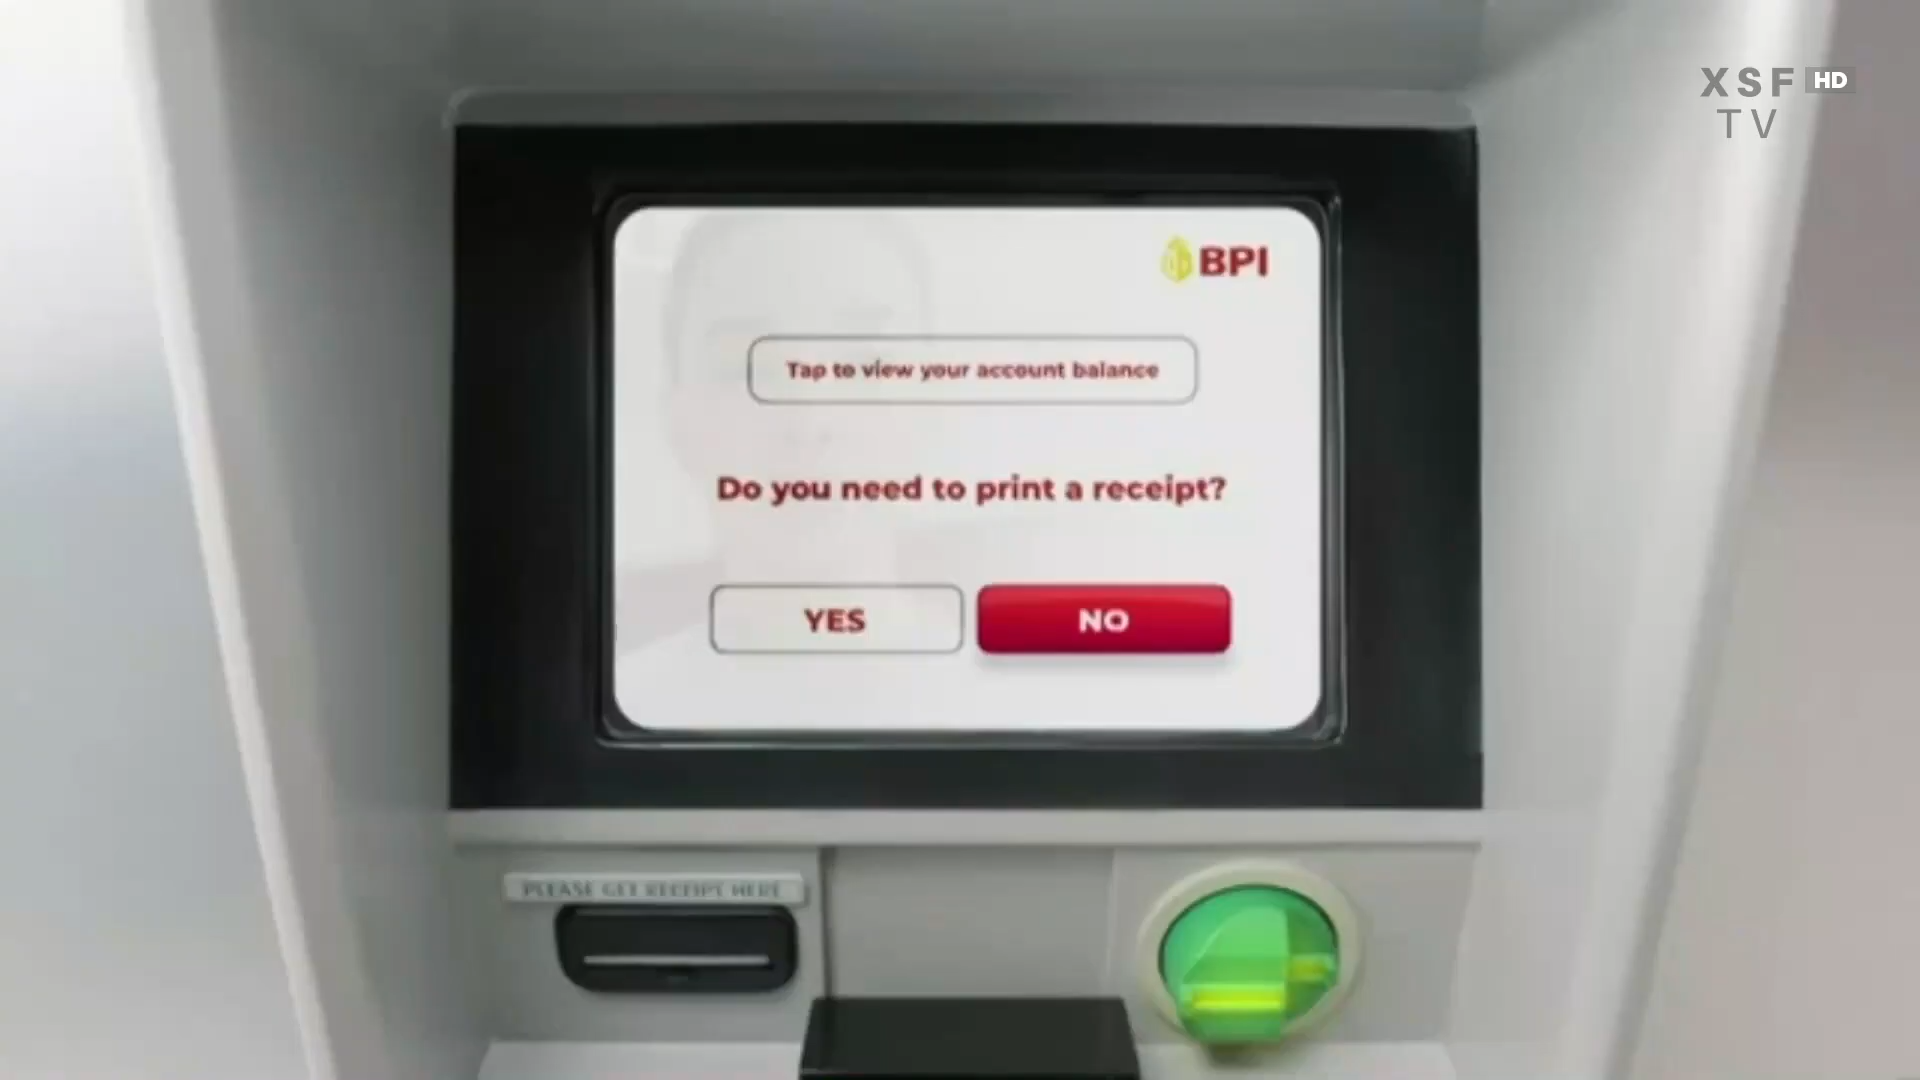 XSF HD
TV
BPI
Tap to view your account balance
Do you need to print a receipt?
YES
NO
PLEASE GET RECEIPT HERE